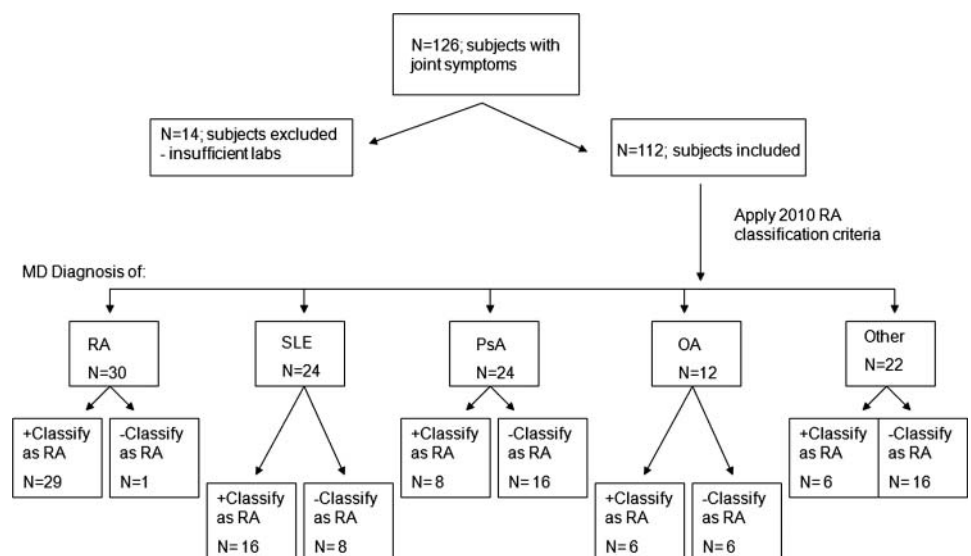 N=126; subjects with
joint symptoms
N=14; subjects excluded
- insufficient labs
N=112; subjects included
Apply 2010 RA
classification criteria
MD Diagnosis of:
RA
N=30
SLE
N=24
PsA
N=24
OA
N=12
Other
N=22
+Classify
as RA
N=29
-Classify
as RA
N=1
+Classify
as RA
N= 16
-Classify
as RA
N= 8
+Classify
as RA
N= 8
-Classify
as RA
N= 16
+Classify
as RA
N= 6
-Classify
as RA
N= 6
+Classify
as RA
N= 6
-Classify
as RA
N= 16